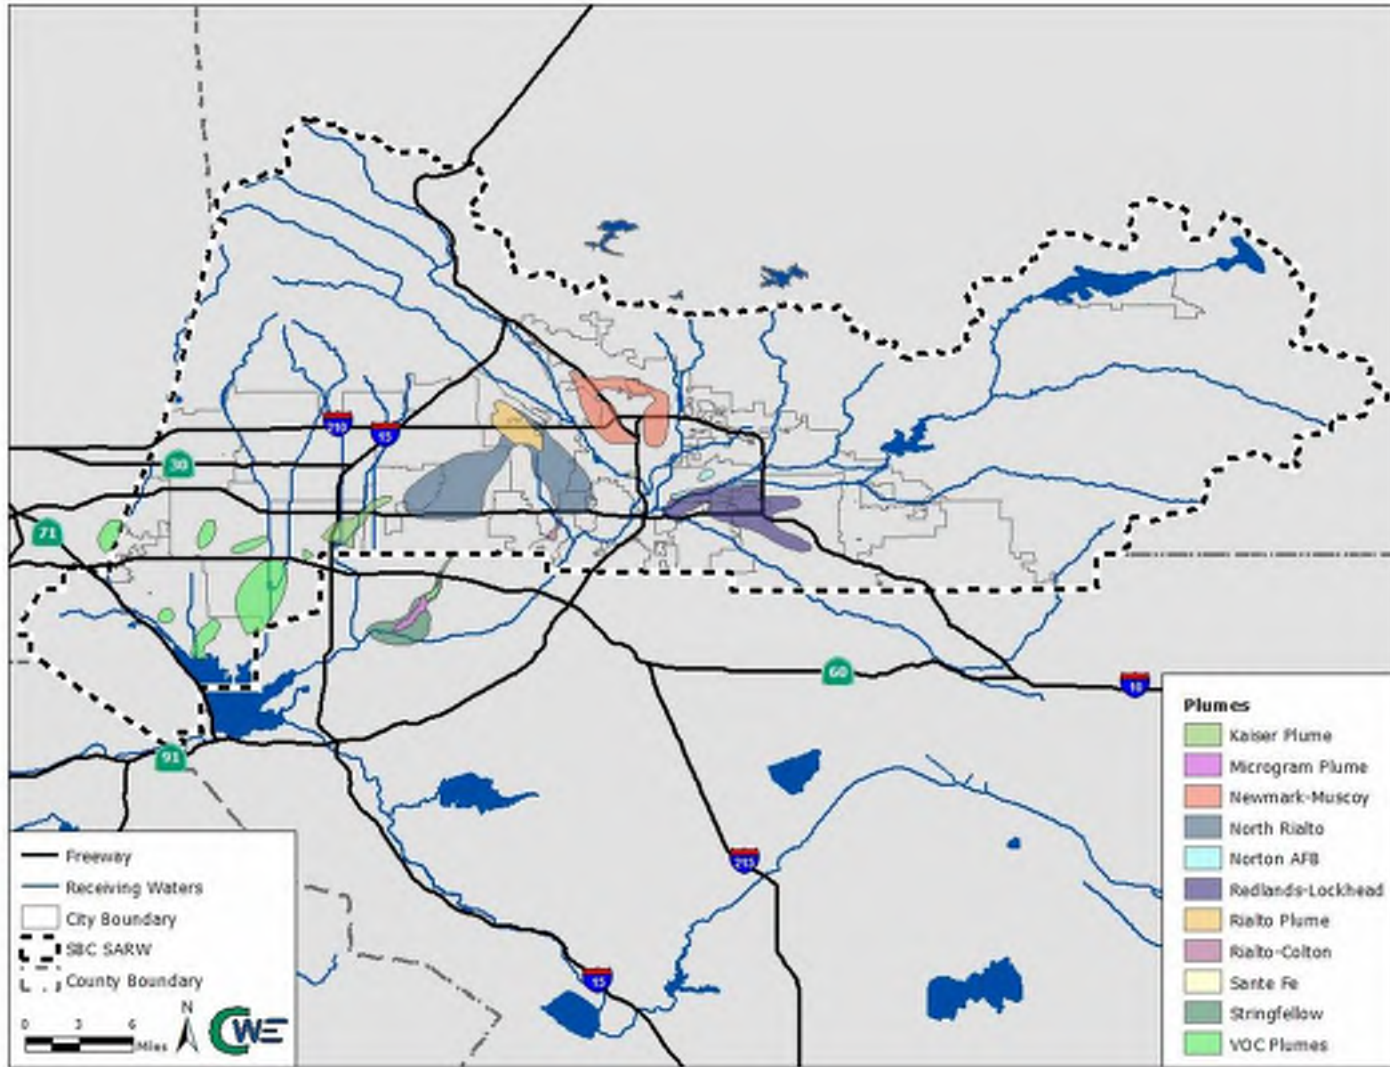 210
15
30
71
60
10
91
215
15
Plumes
Kaiser Plume
Microgram Plume
Newmark-Muscoy
North Rialto
Norton AFB
Redlands-Lockhead
Rialto Plume
Rialto-Colton
Sante Fe
Stringfellow
VOC Plumes
Freeway
Receiving Waters
City Boundary
SBC SARW
County Boundary
N
0 3 6
Miles
CWE